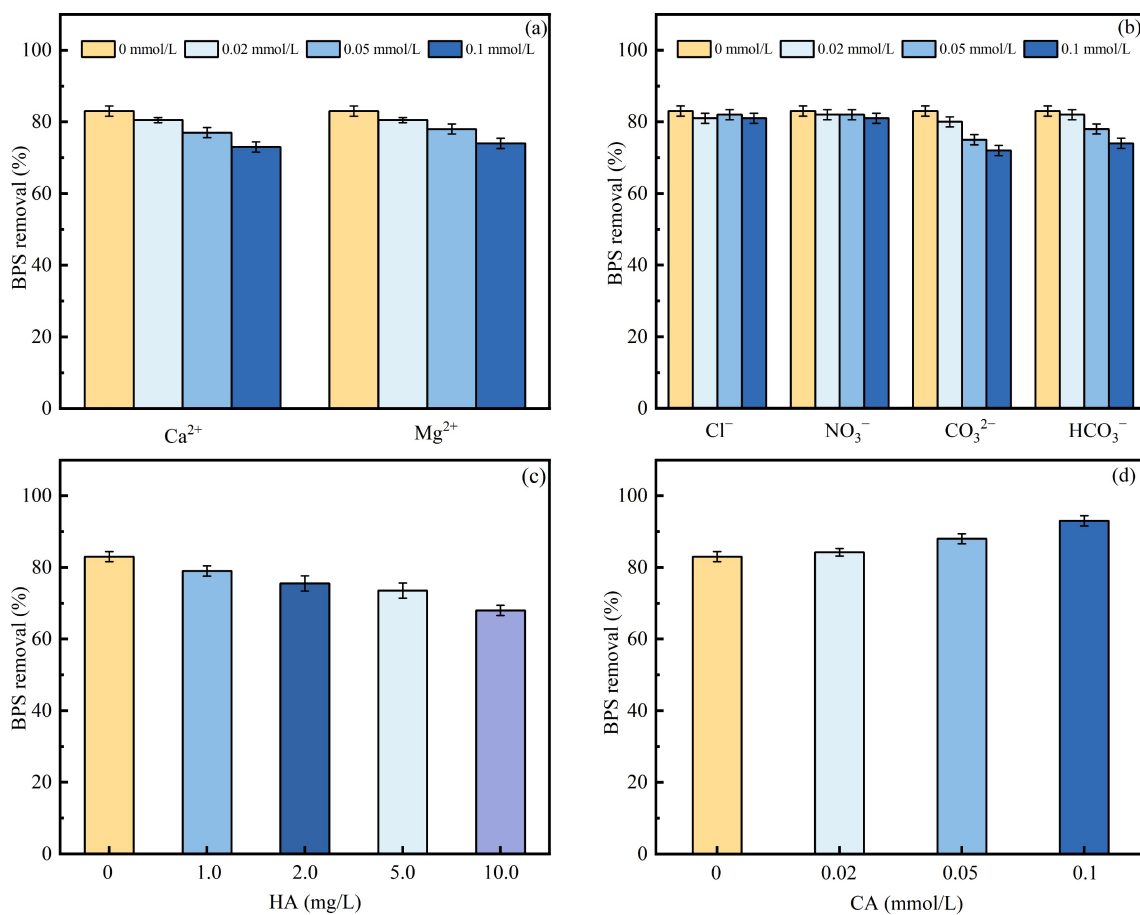 (a)
0 mmol/L 0.02 mmol/L 0.05 mmol/L 0.1 mmol/L
100
80
60
40
20
0
BPS removal (%)
Ca²⁺ Mg²⁺
(b)
0 mmol/L 0.02 mmol/L 0.05 mmol/L 0.1 mmol/L
100
80
60
40
20
0
BPS removal (%)
Cl⁻ NO₃⁻ CO₃²⁻ HCO₃⁻
(c)
100
80
60
40
20
0
BPS removal (%)
0 1.0 2.0 5.0 10.0
HA (mg/L)
(d)
100
80
60
40
20
0
BPS removal (%)
0 0.02 0.05 0.1
CA (mmol/L)